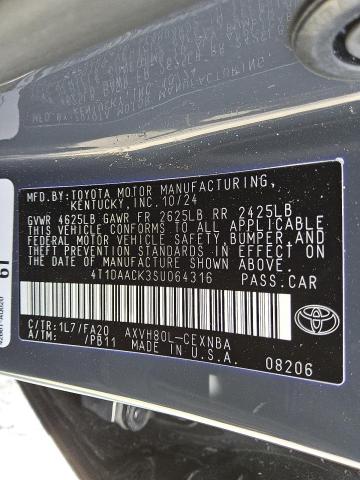 MFD.BY:TOYOTA MOTOR MANUFACTURING,
KENTUCKY, INC. 10/24
GVWR 4625LB GAWR FR 2625LB RR 2425LB
THIS VEHICLE CONFORMS TO ALL APPLICABLE
FEDERAL MOTOR VEHICLE SAFETY, BUMPER, AND
THEFT PREVENTION STANDARDS IN EFFECT ON
THE DATE OF MANUFACTURE SHOWN ABOVE.
4T1DAACK3SU064316 PASS.CAR
C/TR:1L7/FA20 AXVH80L-CEXNBA
A/TM: /PB11 MADE IN U.S.A.
08206